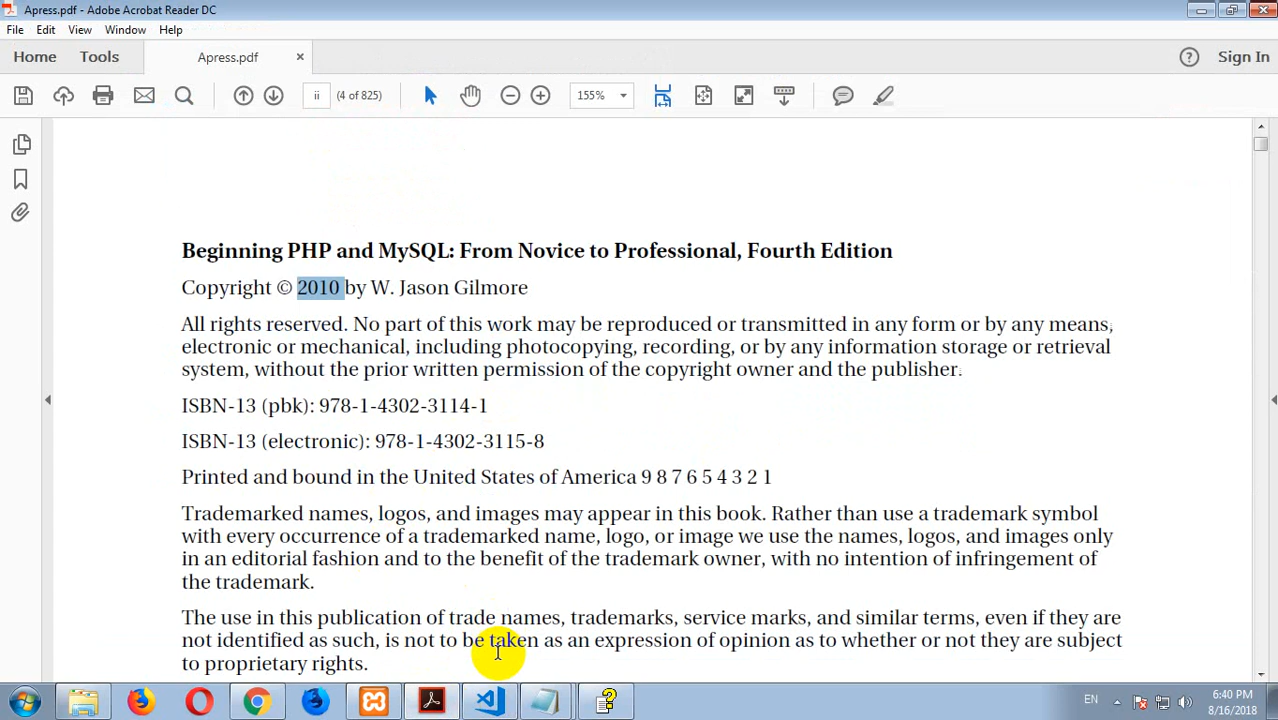 Apress.pdf - Adobe Acrobat Reader DC
File Edit View Window Help
Home Tools Apress.pdf × ? Sign In
ii (4 of 825) 155%
Beginning PHP and MySQL: From Novice to Professional, Fourth Edition
Copyright © 2010 by W. Jason Gilmore
All rights reserved. No part of this work may be reproduced or transmitted in any form or by any means,
electronic or mechanical, including photocopying, recording, or by any information storage or retrieval
system, without the prior written permission of the copyright owner and the publisher.
ISBN-13 (pbk): 978-1-4302-3114-1
ISBN-13 (electronic): 978-1-4302-3115-8
Printed and bound in the United States of America 9 8 7 6 5 4 3 2 1
Trademarked names, logos, and images may appear in this book. Rather than use a trademark symbol
with every occurrence of a trademarked name, logo, or image we use the names, logos, and images only
in an editorial fashion and to the benefit of the trademark owner, with no intention of infringement of
the trademark.
The use in this publication of trade names, trademarks, service marks, and similar terms, even if they are
not identified as such, is not to be taken as an expression of opinion as to whether or not they are subject
to proprietary rights.
EN 6:40 PM
8/16/2018